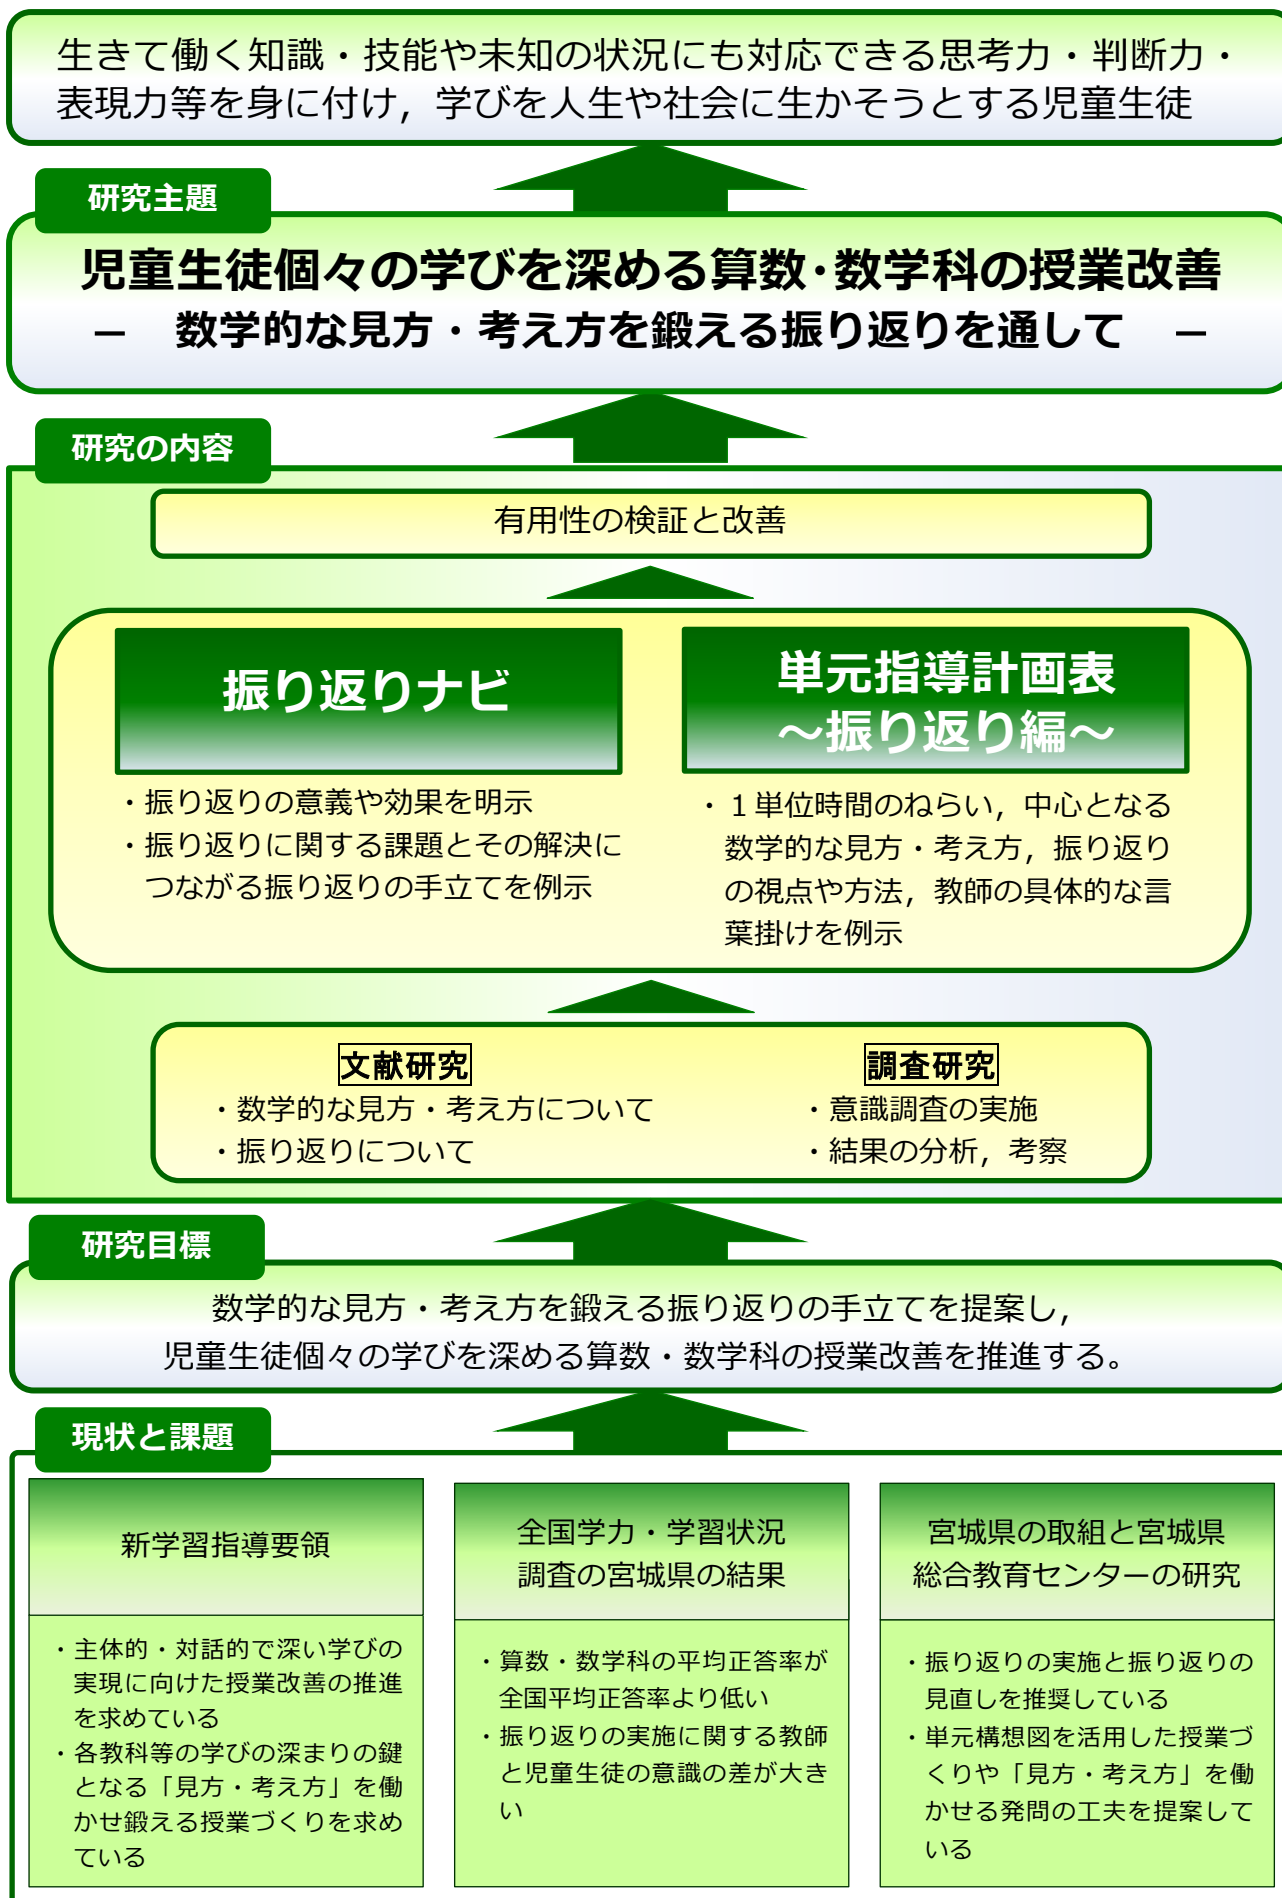 生きて働く知識・技能や未知の状況にも対応できる思考力・判断力・
表現力等を身に付け，学びを人生や社会に生かそうとする児童生徒
研究主題
児童生徒個々の学びを深める算数・数学科の授業改善
－　数学的な見方・考え方を鍛える振り返りを通して　－
研究の内容
有用性の検証と改善
振り返りナビ
・振り返りの意義や効果を明示
・振り返りに関する課題とその解決に
つながる振り返りの手立てを例示
単元指導計画表
～振り返り編～
・１単位時間のねらい，中心となる
数学的な見方・考え方，振り返り
の視点や方法，教師の具体的な言
葉掛けを例示
文献研究
・数学的な見方・考え方について
・振り返りについて
調査研究
・意識調査の実施
・結果の分析，考察
研究目標
数学的な見方・考え方を鍛える振り返りの手立てを提案し，
児童生徒個々の学びを深める算数・数学科の授業改善を推進する。
現状と課題
新学習指導要領
・主体的・対話的で深い学びの
実現に向けた授業改善の推進
を求めている
・各教科等の学びの深まりの鍵
となる「見方・考え方」を働
かせ鍛える授業づくりを求め
ている
全国学力・学習状況
調査の宮城県の結果
・算数・数学科の平均正答率が
全国平均正答率より低い
・振り返りの実施に関する教師
と児童生徒の意識の差が大き
い
宮城県の取組と宮城県
総合教育センターの研究
・振り返りの実施と振り返りの
見直しを推奨している
・単元構想図を活用した授業づ
くりや「見方・考え方」を働
かせる発問の工夫を提案して
いる